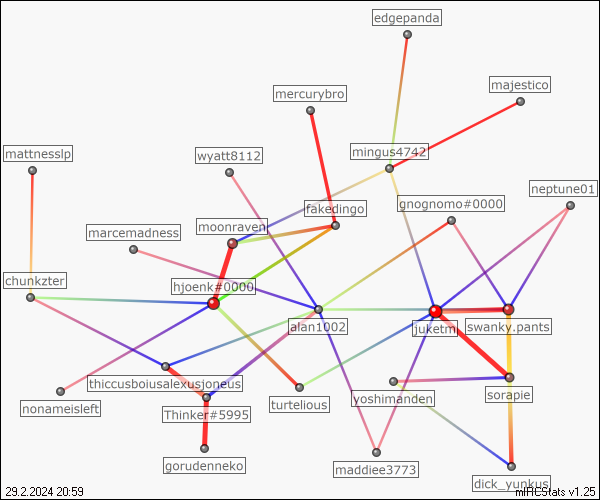 edgepanda
majestico
mercurybro
mattnesslp
wyatt8112
mingus4742
neptune01
gnognomo#0000
fakedingo
moonraven
marcemadness
chunkzter
hjoenk#0000
alan1002
juketm
swanky.pants
thiccusboiusalexusjoneus
nonameisleft
Thinker#5995
turtelious
yoshimanden
sorapie
gorudenneko
maddiee3773
dick_yunkus
29.2.2024 20:59
mIRCStats v1.25